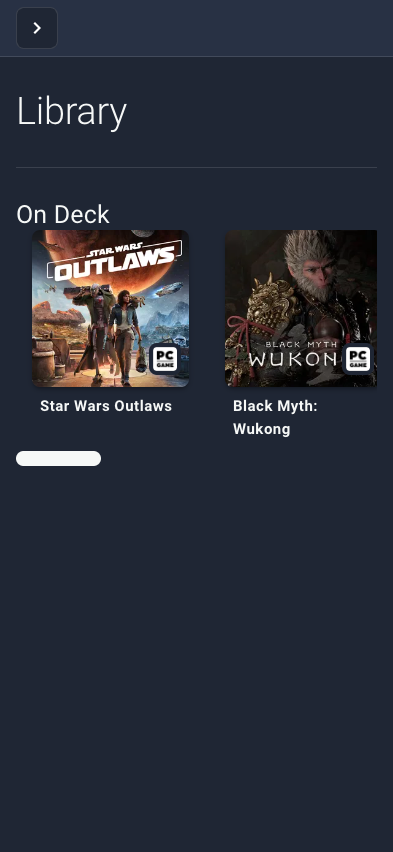 Library
On Deck
STAR WARS
OUTLAWS
PC
GAME
BLACK MYTH
WUKON
PC
GAME
Star Wars Outlaws
Black Myth:
Wukong